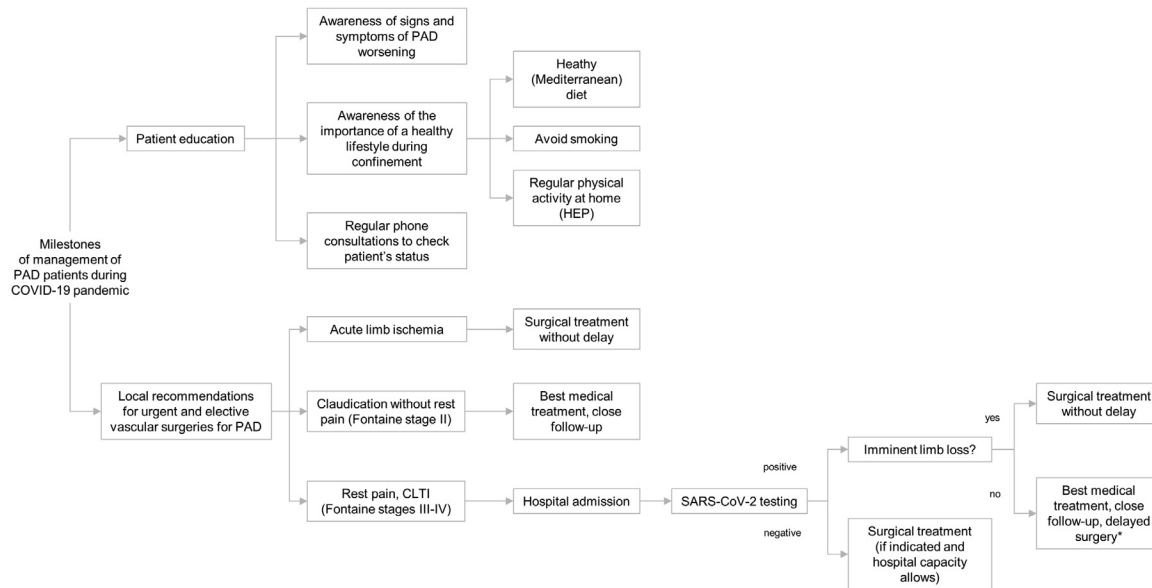 Awareness of signs and
symptoms of PAD
worsening
Heathy
(Mediterranean)
diet
Patient education
Awareness of the
importance of a healthy
lifestyle during
confinement
Avoid smoking
Regular physical
activity at home
(HEP)
Regular phone
consultations to check
patient's status
Milestones
of management of
PAD patients during
COVID-19 pandemic
Acute limb ischemia
Surgical treatment
without delay
Local recommendations
for urgent and elective
vascular surgeries for PAD
Claudication without rest
pain (Fontaine stage II)
Best medical
treatment, close
follow-up
Rest pain, CLTI
(Fontaine stages III-IV)
Hospital admission
SARS-CoV-2 testing
positive
negative
Imminent limb loss?
yes
no
Surgical treatment
without delay
Best medical
treatment, close
follow-up, delayed
surgery*
Surgical treatment
(if indicated and
hospital capacity
allows)